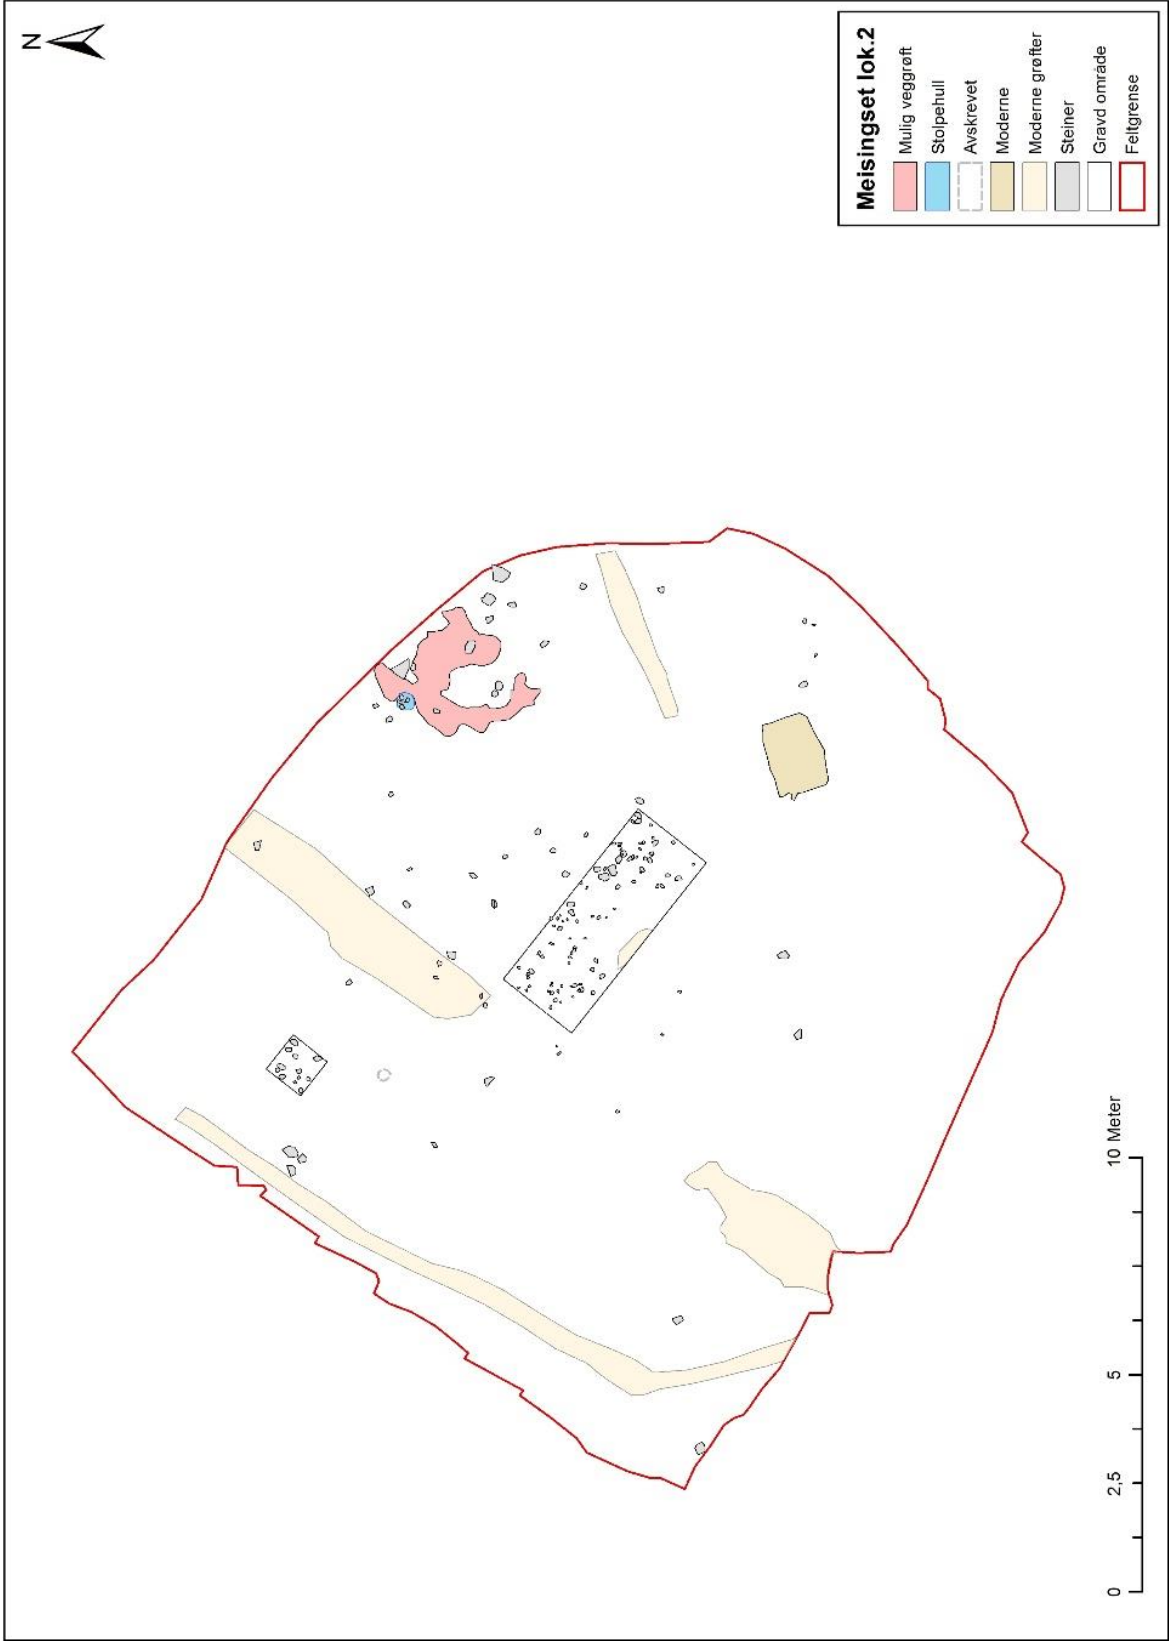 N
Meisingset lok.2
Mulig veggrøft
Stolpehull
Avskrevet
Moderne
Moderne grøfter
Steiner
Gravd område
Feltgrense
0 2,5 5 10 Meter